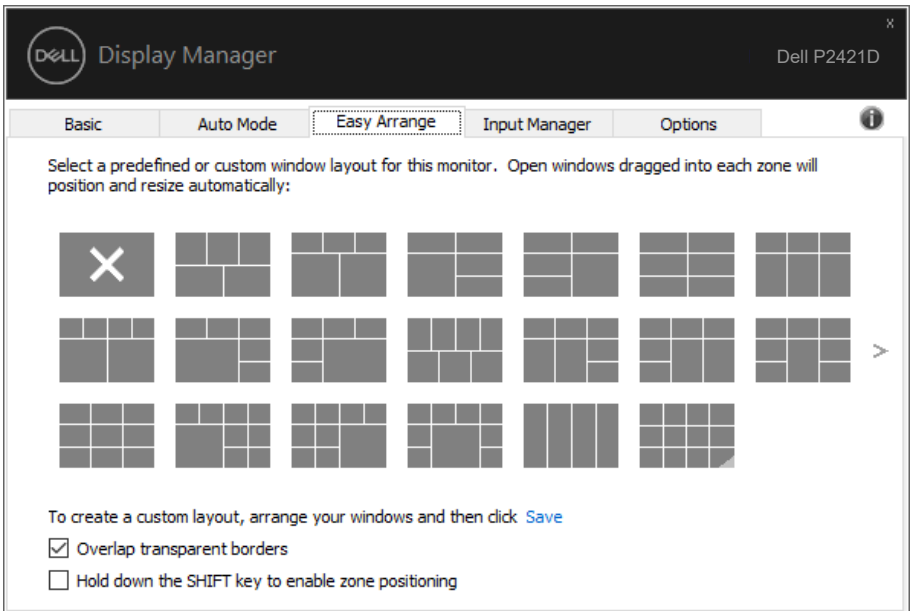 x
DELL Display Manager
Dell P2421D
Basic Auto Mode Easy Arrange Input Manager Options
Select a predefined or custom window layout for this monitor. Open windows dragged into each zone will
position and resize automatically:
>
To create a custom layout, arrange your windows and then click Save
Overlap transparent borders
Hold down the SHIFT key to enable zone positioning